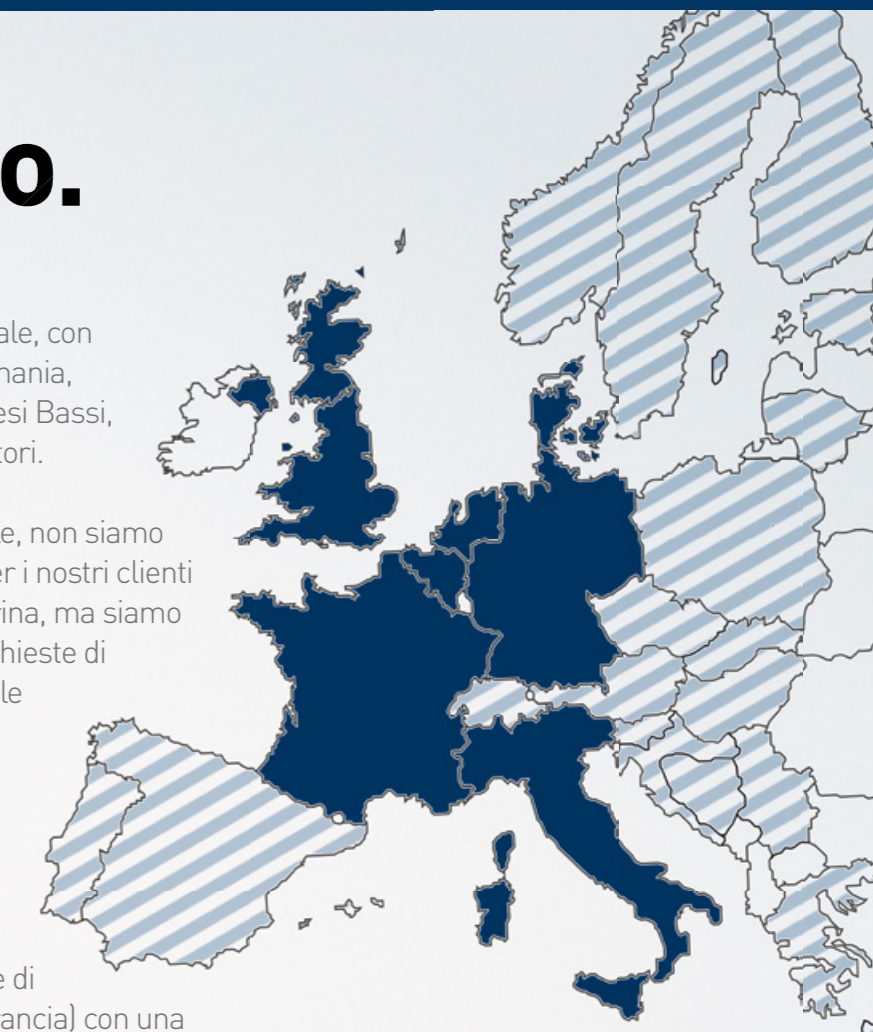 o.
ale, con
nania,
esi Bassi,
tori.
e, non siamo
er i nostri clienti
rina, ma siamo
hieste di
le
e di
rancia) con una